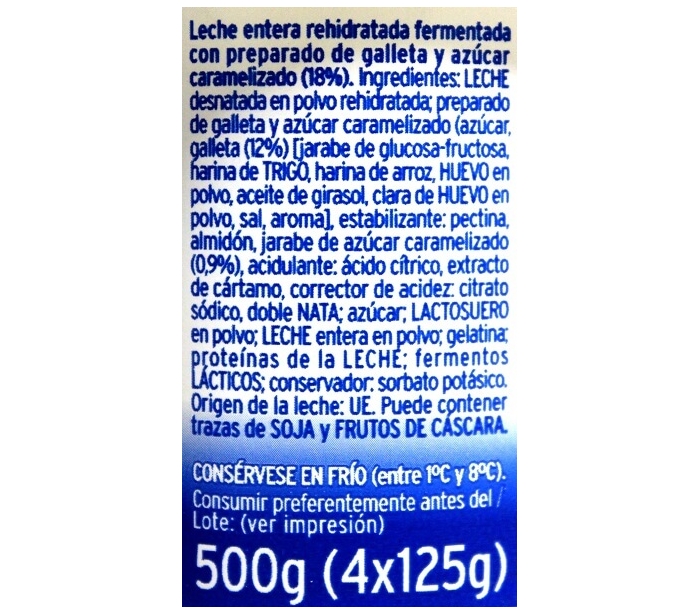 Leche entera rehidratada fermentada
con preparado de galleta y azúcar
caramelizado (18%). Ingredientes: LECHE
desnatada en polvo rehidratada; preparado
de galleta y azúcar caramelizado (azúcar,
galleta (12%) [jarabe de glucosa-fructosa,
harina de TRIGO, harina de arroz, HUEVO en
polvo, aceite de girasol, clara de HUEVO en
polvo, sal, aroma], estabilizante: pectina,
almidón, jarabe de azúcar caramelizado
(0,9%), acidulante: ácido cítrico, extracto
de cártamo, corrector de acidez: citrato
sódico, doble NATA; azúcar; LACTOSUERO
en polvo; LECHE entera en polvo; gelatina;
proteínas de la LECHE; fermentos
LÁCTICOS; conservador: sorbato potásico.
Origen de la leche: UE. Puede contener
trazas de SOJA y FRUTOS DE CÁSCARA.
CONSÉRVESE EN FRÍO (entre 1ºC y 8ºC).
Consumir preferentemente antes del /
Lote: (ver impresión)
500g (4x125g)